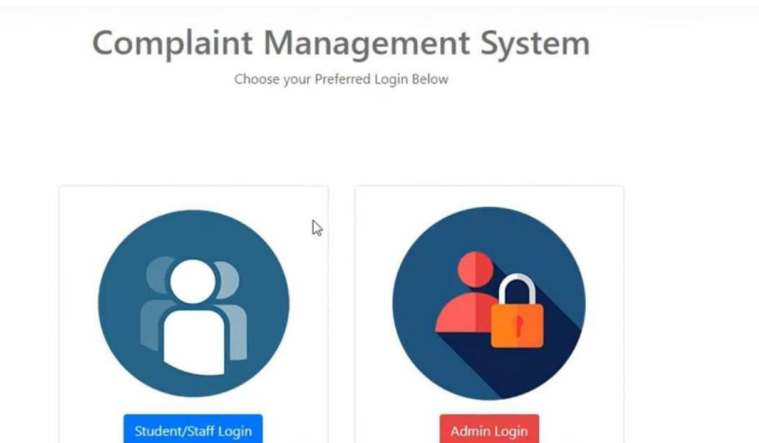 Complaint Management System
Choose your Preferred Login Below
Student/Staff Login
Admin Login